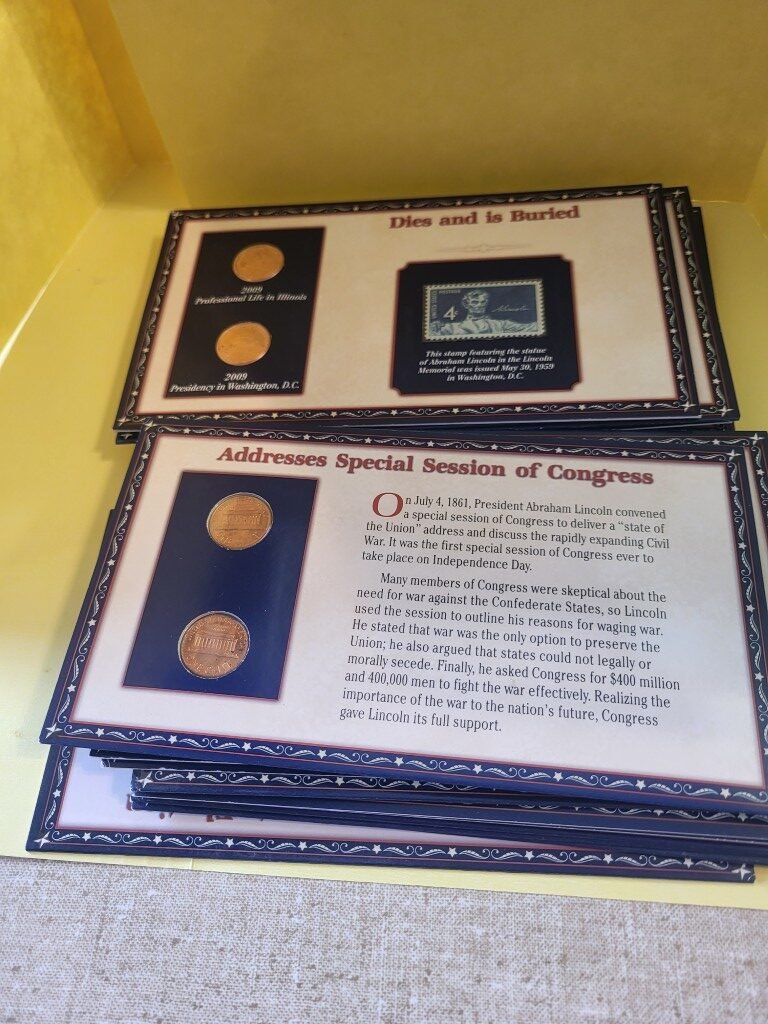 Dies and is Buried
2009
Professional Life in Illinois
2009
Presidency in Washington, D.C.
4¢
This stamp featuring the statue
of Abraham Lincoln in the Lincoln
Memorial was issued May 30, 1959
in Washington, D.C.
Addresses Special Session of Congress
On July 4, 1861, President Abraham Lincoln convened
a special session of Congress to deliver a “state of
the Union” address and discuss the rapidly expanding Civil
War. It was the first special session of Congress ever to
take place on Independence Day.
Many members of Congress were skeptical about the
need for war against the Confederate States, so Lincoln
used the session to outline his reasons for waging war.
He stated that war was the only option to preserve the
Union; he also argued that states could not legally or
morally secede. Finally, he asked Congress for $400 million
and 400,000 men to fight the war effectively. Realizing the
importance of the war to the nation's future, Congress
gave Lincoln its full support.